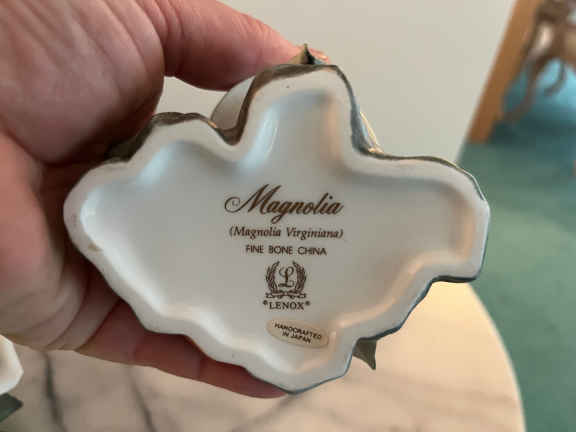 Magnolia
(Magnolia Virginiana)
FINE BONE CHINA
L
®LENOX®
HANDCRAFTED
IN JAPAN